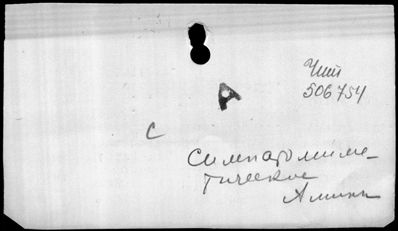 Чит
506754
А
С
Симпатомиме-
тические
Амины